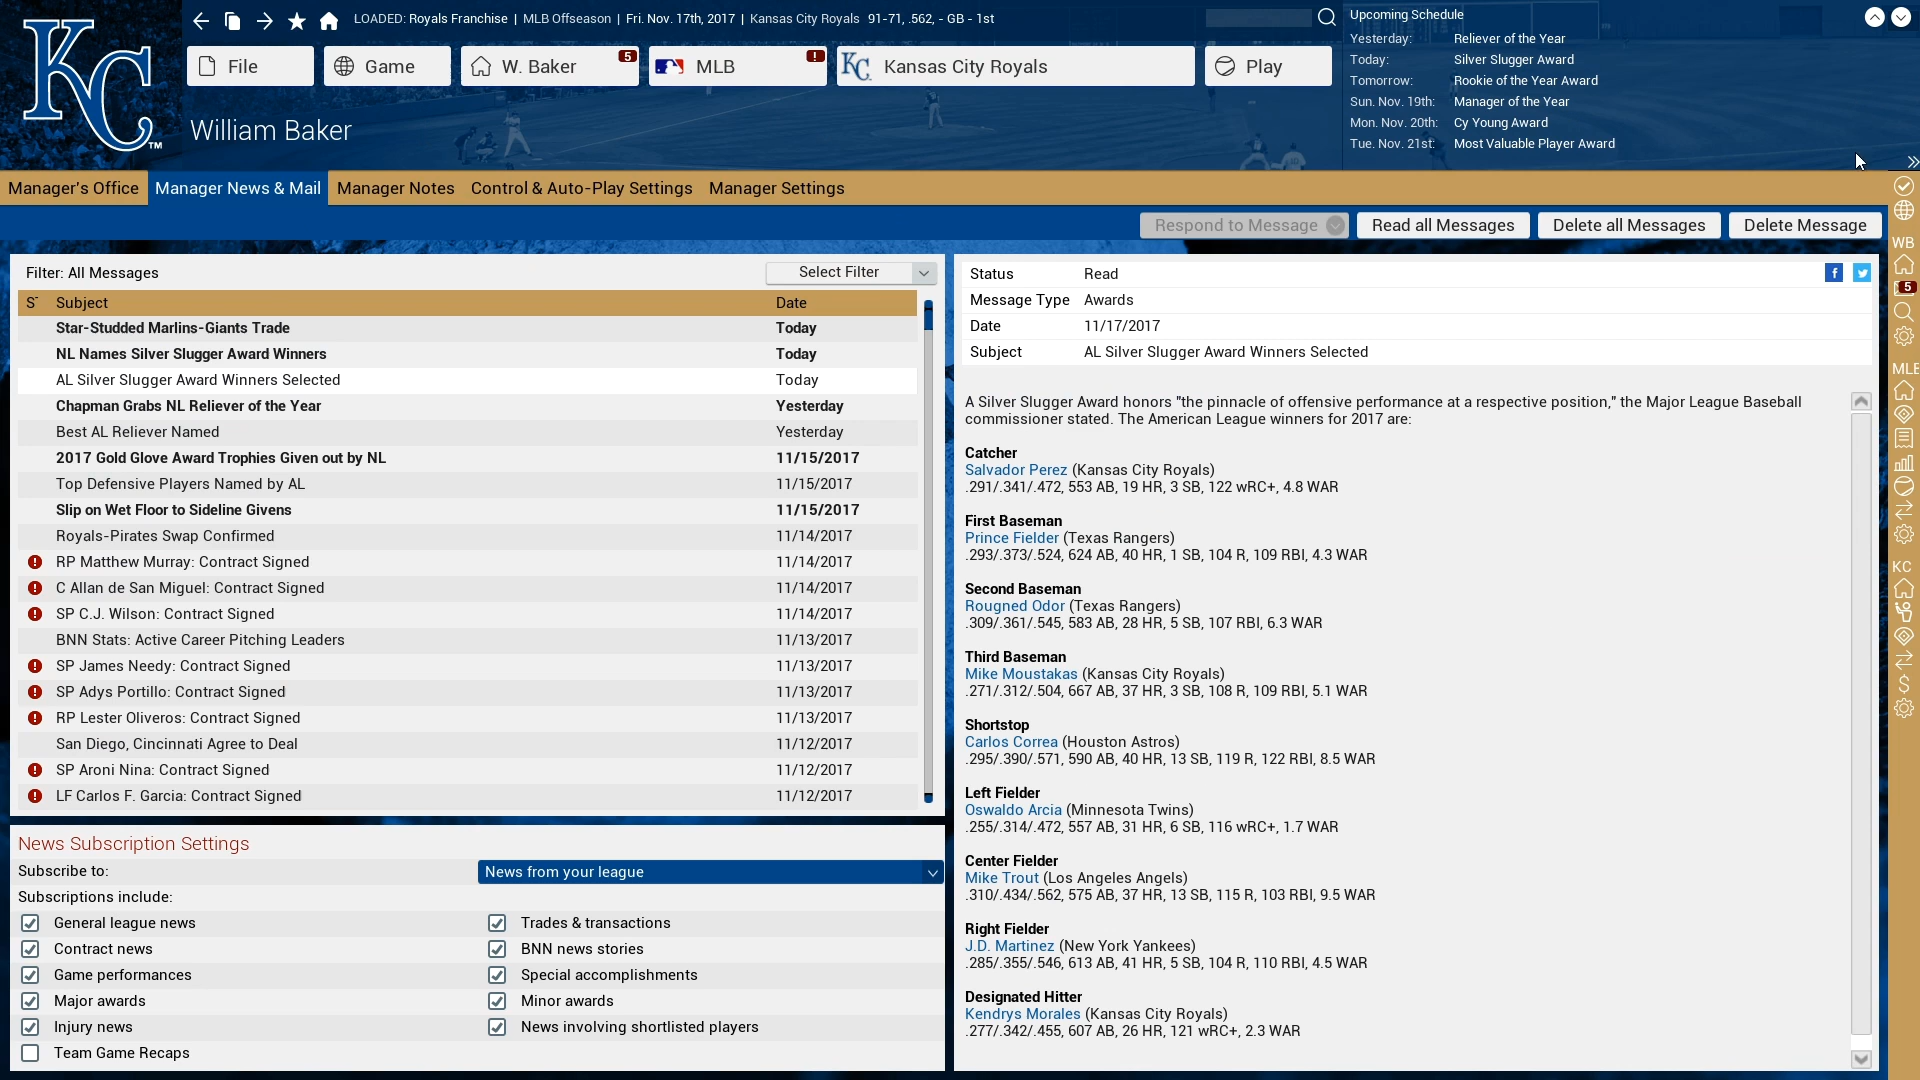 LOADED: Royals Franchise | MLB Offseason | Fri. Nov. 17th, 2017 | Kansas City Royals 91-71, .562, - GB - 1st
File
Game
W. Baker
5
MLB
!
Kansas City Royals
Play
William Baker
KC
TM
Upcoming Schedule
Yesterday: Reliever of the Year
Today: Silver Slugger Award
Tomorrow: Rookie of the Year Award
Sun. Nov. 19th: Manager of the Year
Mon. Nov. 20th: Cy Young Award
Tue. Nov. 21st: Most Valuable Player Award
Manager's Office
Manager News & Mail
Manager Notes
Control & Auto-Play Settings
Manager Settings
Respond to Message
Read all Messages
Delete all Messages
Delete Message
Filter: All Messages
Select Filter
Subject Date
Star-Studded Marlins-Giants Trade Today
NL Names Silver Slugger Award Winners Today
AL Silver Slugger Award Winners Selected Today
Chapman Grabs NL Reliever of the Year Yesterday
Best AL Reliever Named Yesterday
2017 Gold Glove Award Trophies Given out by NL 11/15/2017
Top Defensive Players Named by AL 11/15/2017
Slip on Wet Floor to Sideline Givens 11/15/2017
Royals-Pirates Swap Confirmed 11/14/2017
RP Matthew Murray: Contract Signed 11/14/2017
C Allan de San Miguel: Contract Signed 11/14/2017
SP C.J. Wilson: Contract Signed 11/14/2017
BNN Stats: Active Career Pitching Leaders 11/13/2017
SP James Needy: Contract Signed 11/13/2017
SP Adys Portillo: Contract Signed 11/13/2017
RP Lester Oliveros: Contract Signed 11/13/2017
San Diego, Cincinnati Agree to Deal 11/12/2017
SP Aroni Nina: Contract Signed 11/12/2017
LF Carlos F. Garcia: Contract Signed 11/12/2017
News Subscription Settings
Subscribe to: News from your league
Subscriptions include:
General league news Trades & transactions
Contract news BNN news stories
Game performances Special accomplishments
Major awards Minor awards
Injury news News involving shortlisted players
Team Game Recaps
Status Read
Message Type Awards
Date 11/17/2017
Subject AL Silver Slugger Award Winners Selected
A Silver Slugger Award honors "the pinnacle of offensive performance at a respective position," the Major League Baseball
commissioner stated. The American League winners for 2017 are:
Catcher
Salvador Perez (Kansas City Royals)
.291/.341/.472, 553 AB, 19 HR, 3 SB, 122 wRC+, 4.8 WAR
First Baseman
Prince Fielder (Texas Rangers)
.293/.373/.524, 624 AB, 40 HR, 1 SB, 104 R, 109 RBI, 4.3 WAR
Second Baseman
Rougned Odor (Texas Rangers)
.309/.361/.545, 583 AB, 28 HR, 5 SB, 107 RBI, 6.3 WAR
Third Baseman
Mike Moustakas (Kansas City Royals)
.271/.312/.504, 667 AB, 37 HR, 3 SB, 108 R, 109 RBI, 5.1 WAR
Shortstop
Carlos Correa (Houston Astros)
.295/.390/.571, 590 AB, 40 HR, 13 SB, 119 R, 122 RBI, 8.5 WAR
Left Fielder
Oswaldo Arcia (Minnesota Twins)
.255/.314/.472, 557 AB, 31 HR, 6 SB, 116 wRC+, 1.7 WAR
Center Fielder
Mike Trout (Los Angeles Angels)
.310/.434/.562, 575 AB, 37 HR, 13 SB, 115 R, 103 RBI, 9.5 WAR
Right Fielder
J.D. Martinez (New York Yankees)
.285/.355/.546, 613 AB, 41 HR, 5 SB, 104 R, 110 RBI, 4.5 WAR
Designated Hitter
Kendrys Morales (Kansas City Royals)
.277/.342/.455, 607 AB, 26 HR, 121 wRC+, 2.3 WAR
WB
5
MLB
KC